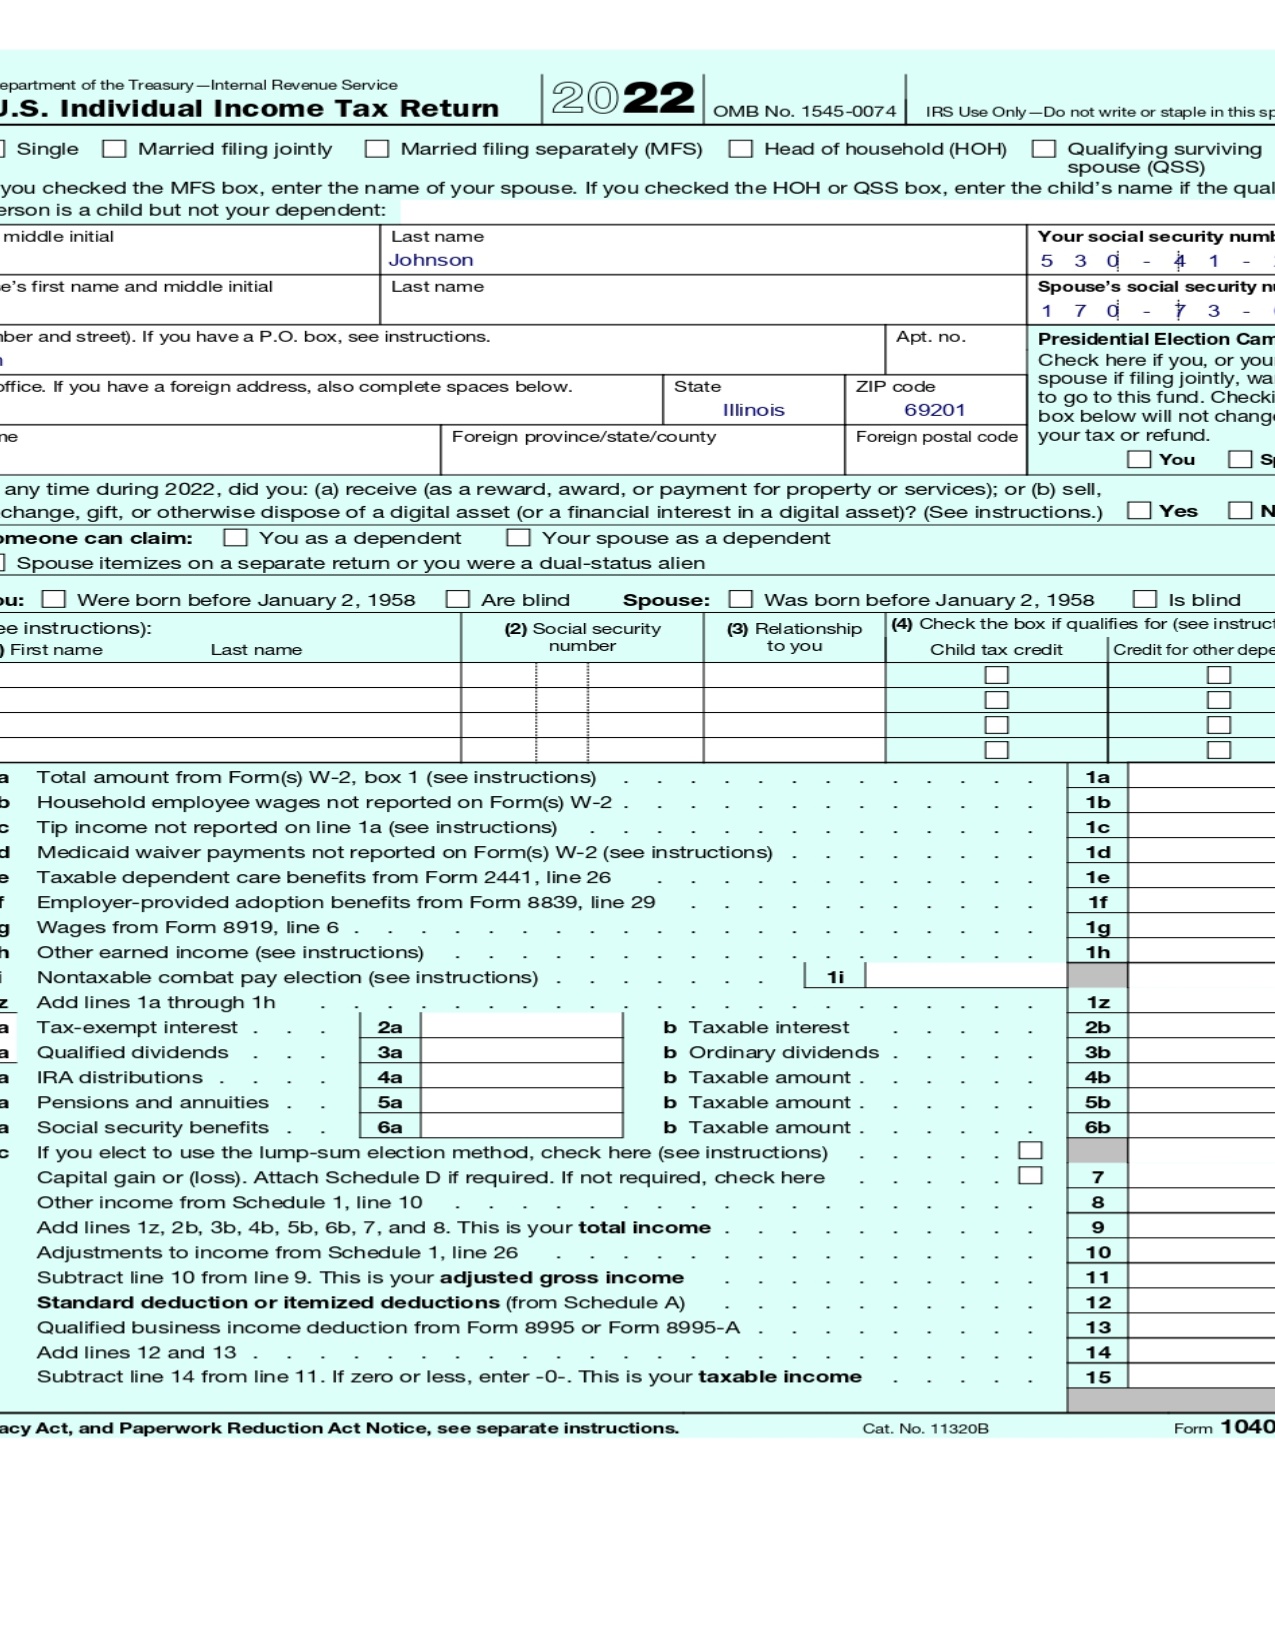 epartment of the Treasury—Internal Revenue Service
U.S. Individual Income Tax Return 2022 OMB No. 1545-0074 IRS Use Only—Do not write or staple in this sp
Single Married filing jointly Married filing separately (MFS) Head of household (HOH) Qualifying surviving
spouse (QSS)
you checked the MFS box, enter the name of your spouse. If you checked the HOH or QSS box, enter the child's name if the qual
erson is a child but not your dependent:
middle initial Last name Your social security numb
Johnson 5 3 0 - 4 1 -
e's first name and middle initial Last name Spouse's social security nu
1 7 0 - 7 3 -
nber and street). If you have a P.O. box, see instructions. Apt. no. Presidential Election Cam
Check here if you, or your
office. If you have a foreign address, also complete spaces below. State ZIP code spouse if filing jointly, wa
Illinois 69201 to go to this fund. Checki
box below will not change
me Foreign province/state/county Foreign postal code your tax or refund.
You Sp
any time during 2022, did you: (a) receive (as a reward, award, or payment for property or services); or (b) sell,
change, gift, or otherwise dispose of a digital asset (or a financial interest in a digital asset)? (See instructions.) Yes N
omeone can claim: You as a dependent Your spouse as a dependent
Spouse itemizes on a separate return or you were a dual-status alien
ou: Were born before January 2, 1958 Are blind Spouse: Was born before January 2, 1958 Is blind
ee instructions): (2) Social security number (3) Relationship to you (4) Check the box if qualifies for (see instruct
) First name Last name Child tax credit Credit for other depe
a Total amount from Form(s) W-2, box 1 (see instructions) 1a
b Household employee wages not reported on Form(s) W-2 1b
c Tip income not reported on line 1a (see instructions) 1c
d Medicaid waiver payments not reported on Form(s) W-2 (see instructions) 1d
e Taxable dependent care benefits from Form 2441, line 26 1e
f Employer-provided adoption benefits from Form 8839, line 29 1f
g Wages from Form 8919, line 6 1g
h Other earned income (see instructions) 1h
i Nontaxable combat pay election (see instructions) 1i
z Add lines 1a through 1h 1z
a Tax-exempt interest 2a b Taxable interest 2b
a Qualified dividends 3a b Ordinary dividends 3b
a IRA distributions 4a b Taxable amount 4b
a Pensions and annuities 5a b Taxable amount 5b
a Social security benefits 6a b Taxable amount 6b
c If you elect to use the lump-sum election method, check here (see instructions)
Capital gain or (loss). Attach Schedule D if required. If not required, check here 7
Other income from Schedule 1, line 10 8
Add lines 1z, 2b, 3b, 4b, 5b, 6b, 7, and 8. This is your total income 9
Adjustments to income from Schedule 1, line 26 10
Subtract line 10 from line 9. This is your adjusted gross income 11
Standard deduction or itemized deductions (from Schedule A) 12
Qualified business income deduction from Form 8995 or Form 8995-A 13
Add lines 12 and 13 14
Subtract line 14 from line 11. If zero or less, enter -0-. This is your taxable income 15
acy Act, and Paperwork Reduction Act Notice, see separate instructions. Cat. No. 11320B Form 1040